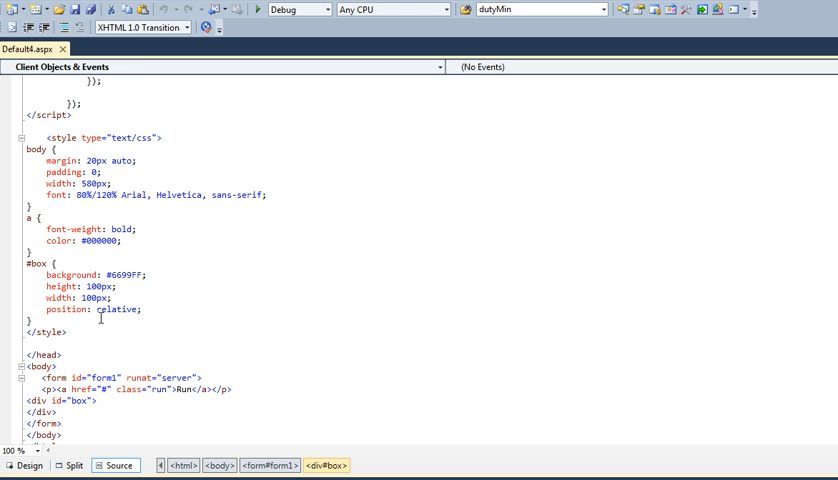 Debug Any CPU dutyMin
XHTML 1.0 Transition
Default4.aspx
Client Objects & Events (No Events)
});
});
</script>
<style type="text/css">
body {
margin: 20px auto;
padding: 0;
width: 580px;
font: 80%/120% Arial, Helvetica, sans-serif;
}
a {
font-weight: bold;
color: #000000;
}
#box {
background: #6699FF;
height: 100px;
width: 100px;
position: relative;
}
</style>
</head>
<body>
<form id="form1" runat="server">
<p><a href="#" class="run">Run</a></p>
<div id="box">
</div>
</form>
</body>
100 %
Design Split Source <html> <body> <form#form1> <div#box>